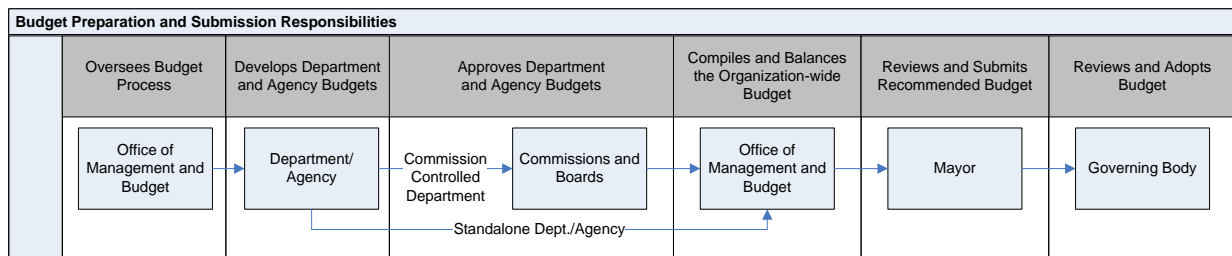 Budget Preparation and Submission Responsibilities
Oversees Budget
Process
Develops Department
and Agency Budgets
Approves Department
and Agency Budgets
Compiles and Balances
the Organization-wide
Budget
Reviews and Submits
Recommended Budget
Reviews and Adopts
Budget
Office of
Management and
Budget
Department/
Agency
Commission
Controlled
Department
Commissions and
Boards
Office of
Management and
Budget
Mayor
Governing Body
Standalone Dept./Agency